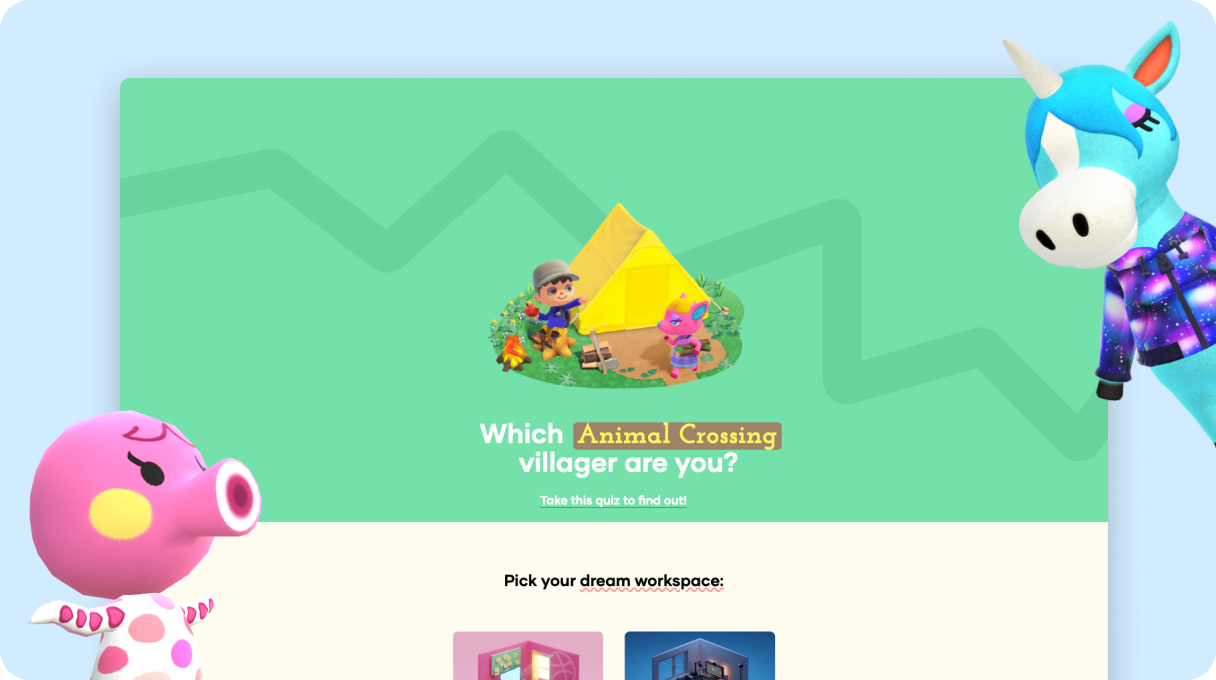 Which Animal Crossing
villager are you?
Take this quiz to find out!
Pick your dream workspace: